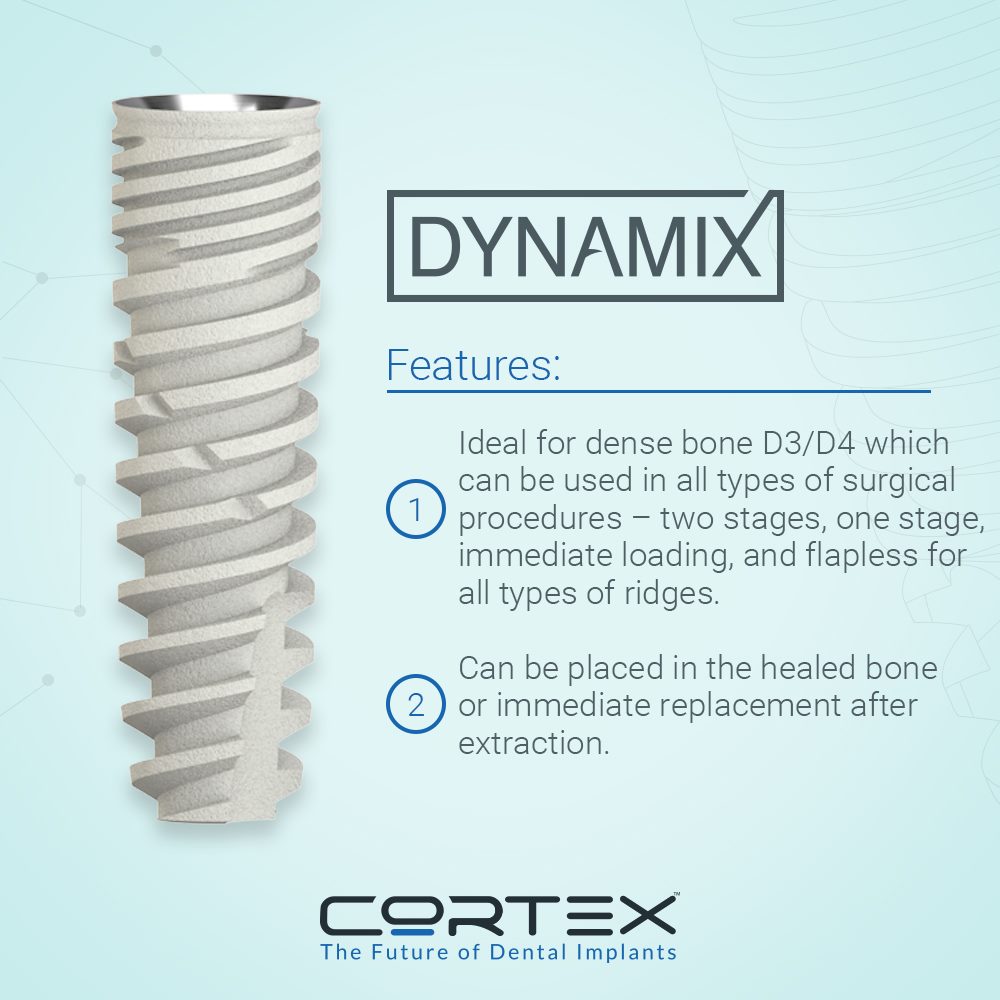 DYNAMIX
Features:
1
Ideal for dense bone D3/D4 which
can be used in all types of surgical
procedures – two stages, one stage,
immediate loading, and flapless for
all types of ridges.
2
Can be placed in the healed bone
or immediate replacement after
extraction.
CORTEX™
The Future of Dental Implants